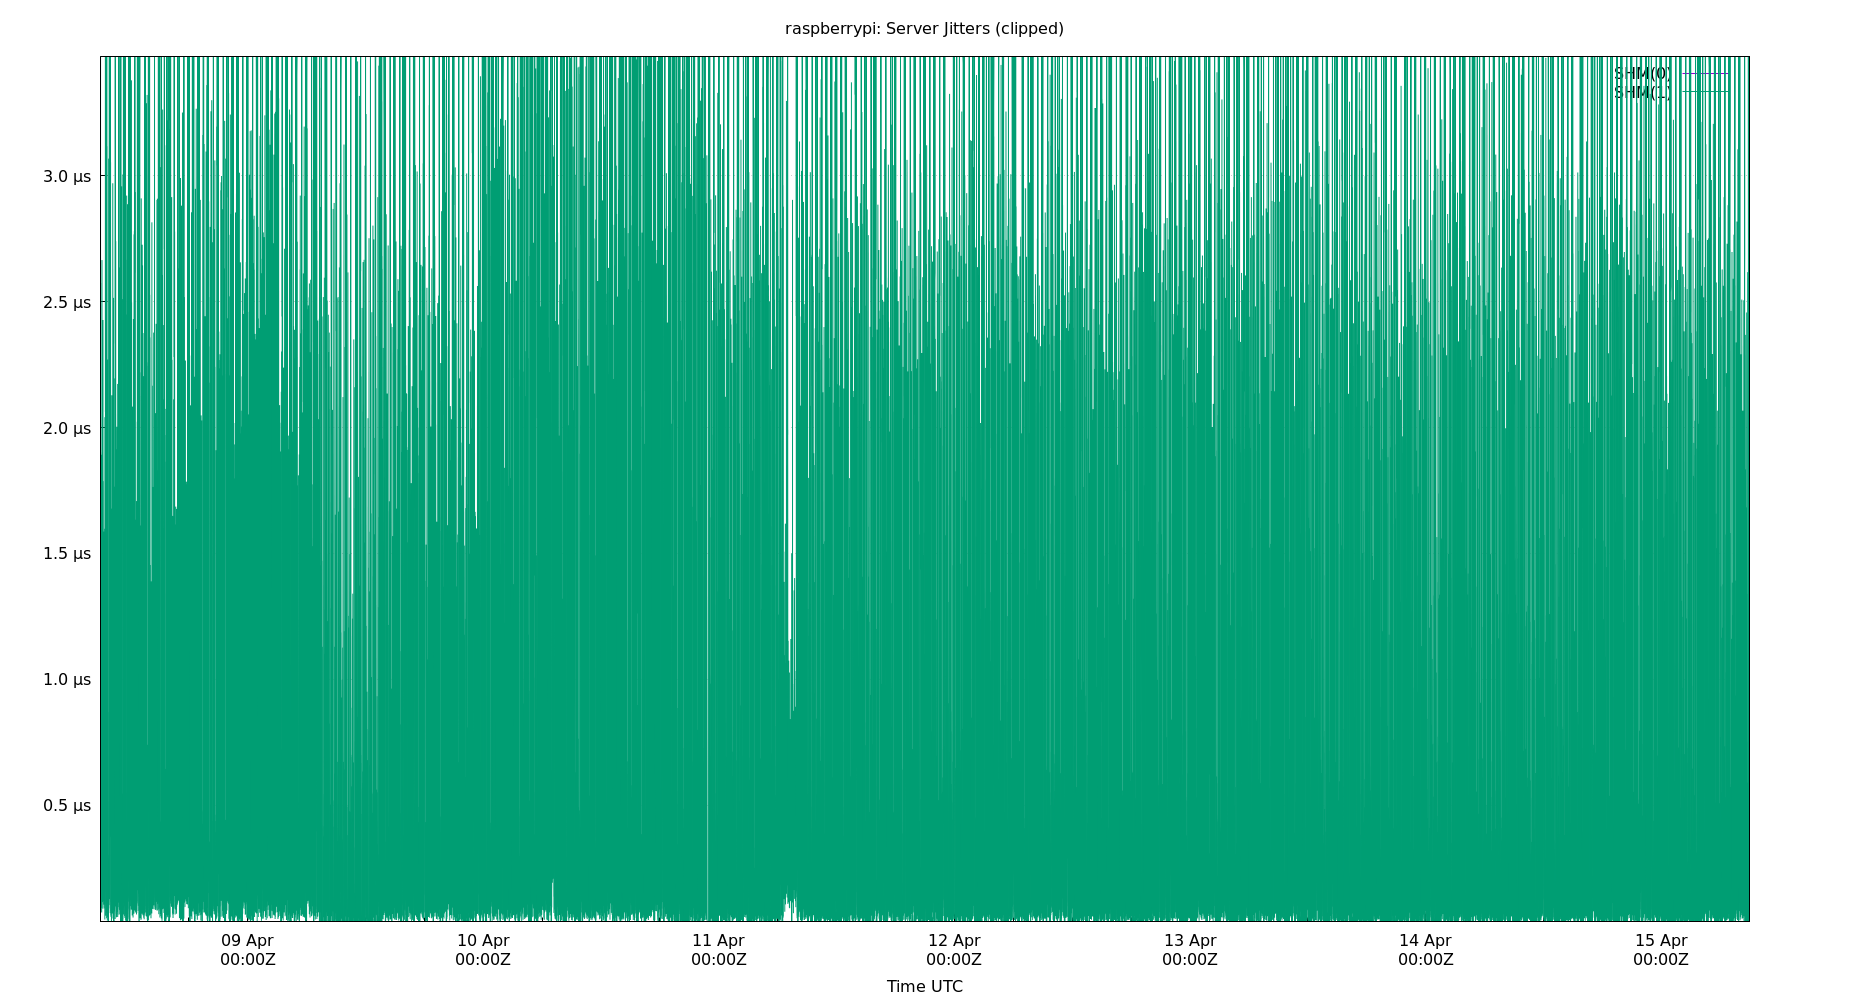 raspberrypi: Server Jitters (clipped)
SHM(0)
SHM(1)
3.0 µs
2.5 µs
2.0 µs
1.5 µs
1.0 µs
0.5 µs
09 Apr 10 Apr 11 Apr 12 Apr 13 Apr 14 Apr 15 Apr
00:00Z 00:00Z 00:00Z 00:00Z 00:00Z 00:00Z 00:00Z
Time UTC